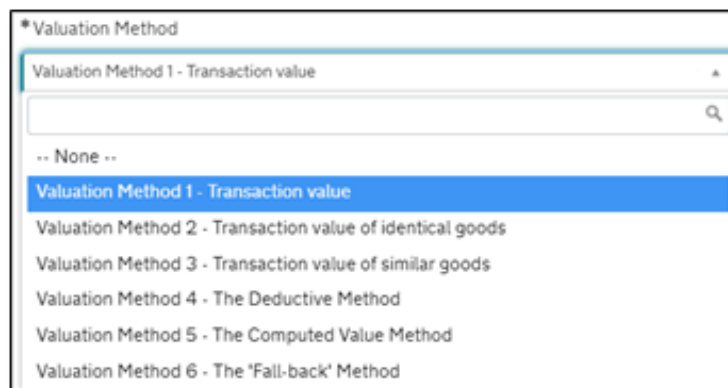 *Valuation Method
Valuation Method 1 - Transaction value
-- None --
Valuation Method 1 - Transaction value
Valuation Method 2 - Transaction value of identical goods
Valuation Method 3 - Transaction value of similar goods
Valuation Method 4 - The Deductive Method
Valuation Method 5 - The Computed Value Method
Valuation Method 6 - The "Fall-back" Method